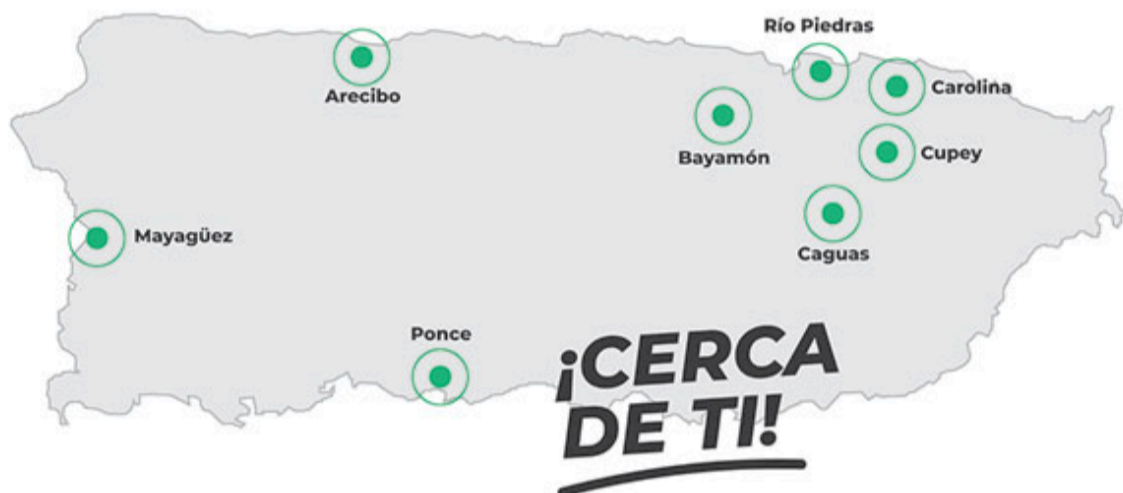 Río Piedras
Arecibo
Carolina
Bayamón
Cupey
Mayagüez
Caguas
Ponce
¡CERCA
DE TI!